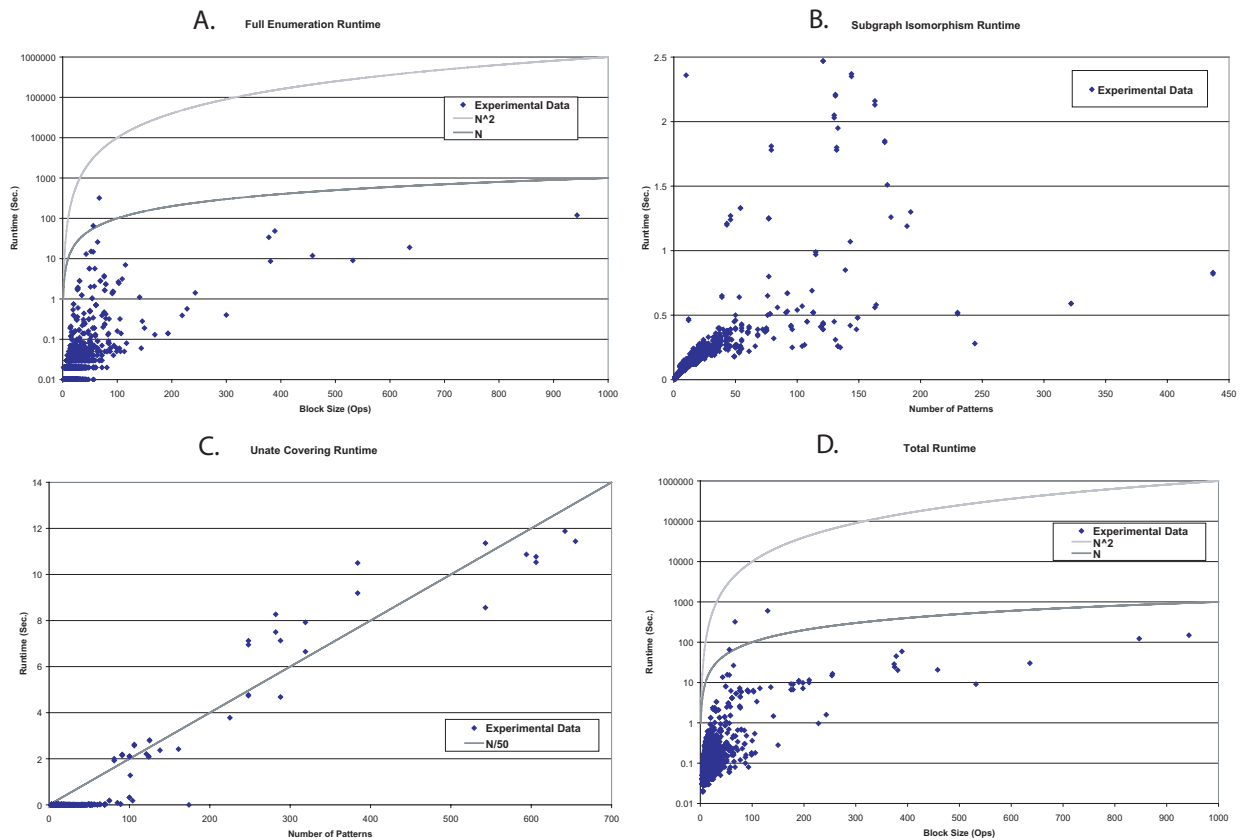 A.
Full Enumeration Runtime
1000000
100000
10000
1000
100
10
1
0.1
0.01
Runtime (Sec.)
Experimental Data
N^2
N
0 100 200 300 400 500 600 700 800 900 1000
Block Size (Ops)
B.
Subgraph Isomorphism Runtime
2.5
2
1.5
1
0.5
0
Runtime (Sec.)
Experimental Data
0 50 100 150 200 250 300 350 400 450
Number of Patterns
C.
Unate Covering Runtime
14
12
10
8
6
4
2
0
Runtime (Sec.)
Experimental Data
N/50
0 100 200 300 400 500 600 700
Number of Patterns
D.
Total Runtime
1000000
100000
10000
1000
100
10
1
0.1
0.01
Runtime (Sec.)
Experimental Data
N^2
N
0 100 200 300 400 500 600 700 800 900 1000
Block Size (Ops)